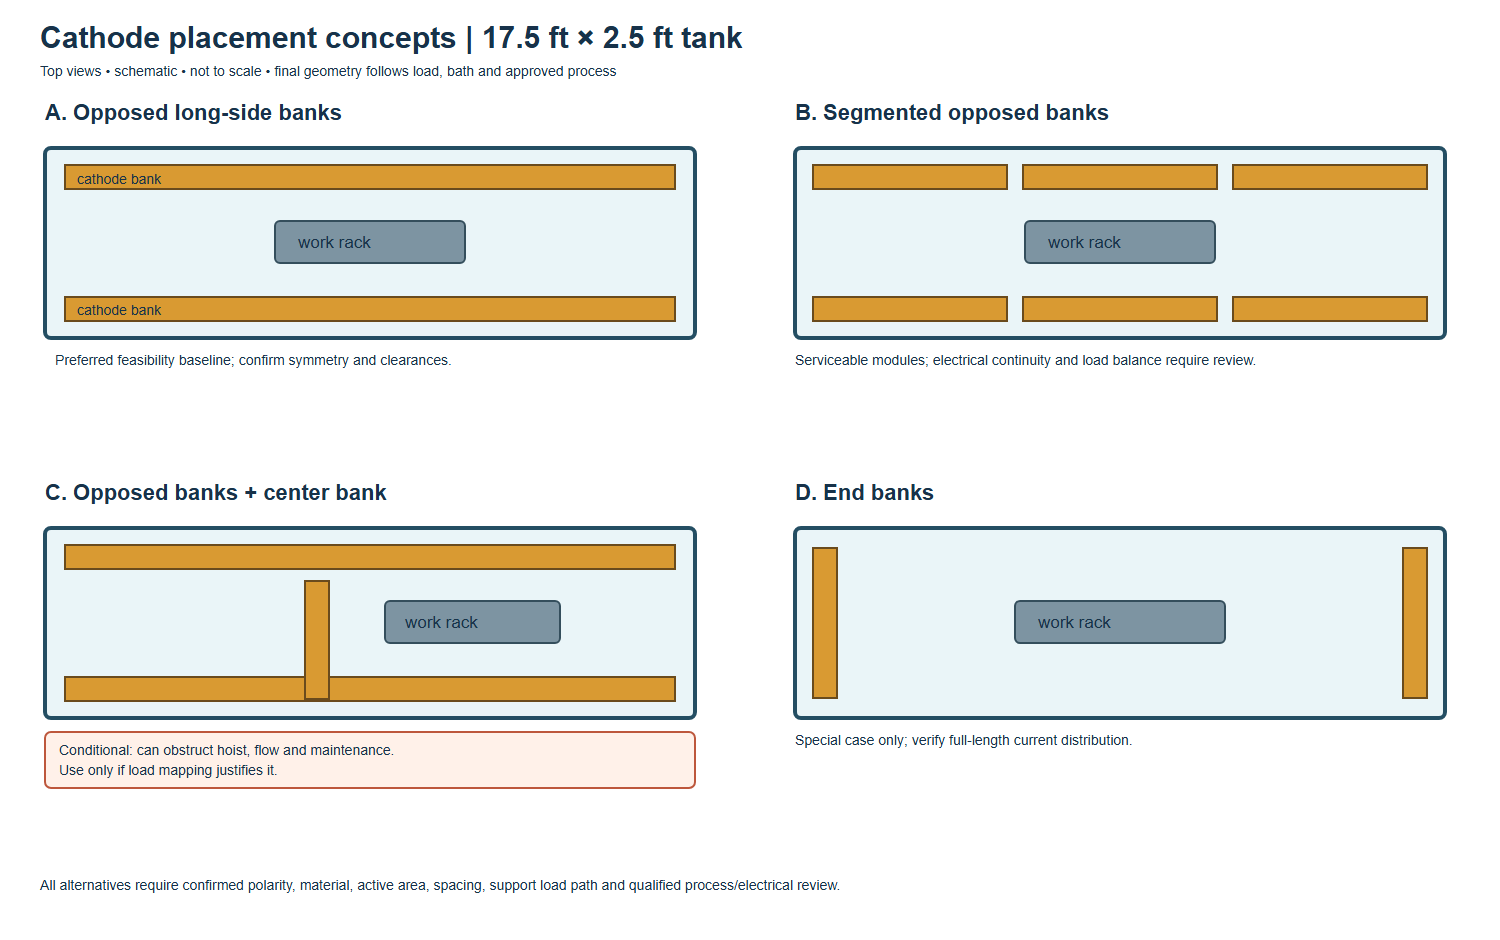 Cathode placement concepts | 17.5 ft × 2.5 ft tank
Top views • schematic • not to scale • final geometry follows load, bath and approved process
A. Opposed long-side banks
cathode bank
work rack
cathode bank
Preferred feasibility baseline; confirm symmetry and clearances.
B. Segmented opposed banks
work rack
Serviceable modules; electrical continuity and load balance require review.
C. Opposed banks + center bank
work rack
Conditional: can obstruct hoist, flow and maintenance.
Use only if load mapping justifies it.
D. End banks
work rack
Special case only; verify full-length current distribution.
All alternatives require confirmed polarity, material, active area, spacing, support load path and qualified process/electrical review.